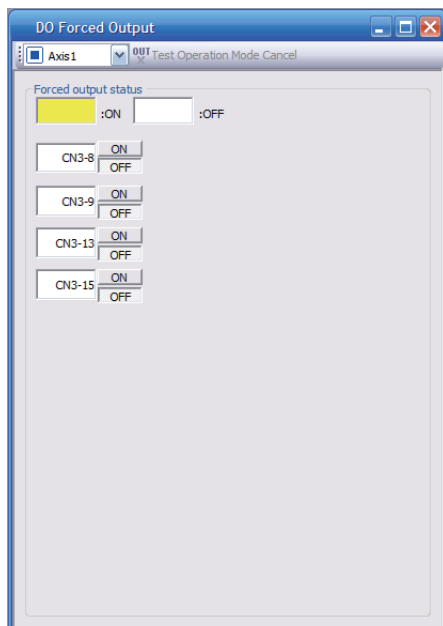 DO Forced Output
Axis1 OUT Test Operation Mode Cancel
Forced output status
:ON :OFF
CN3-8 ON
OFF
CN3-9 ON
OFF
CN3-13 ON
OFF
CN3-15 ON
OFF